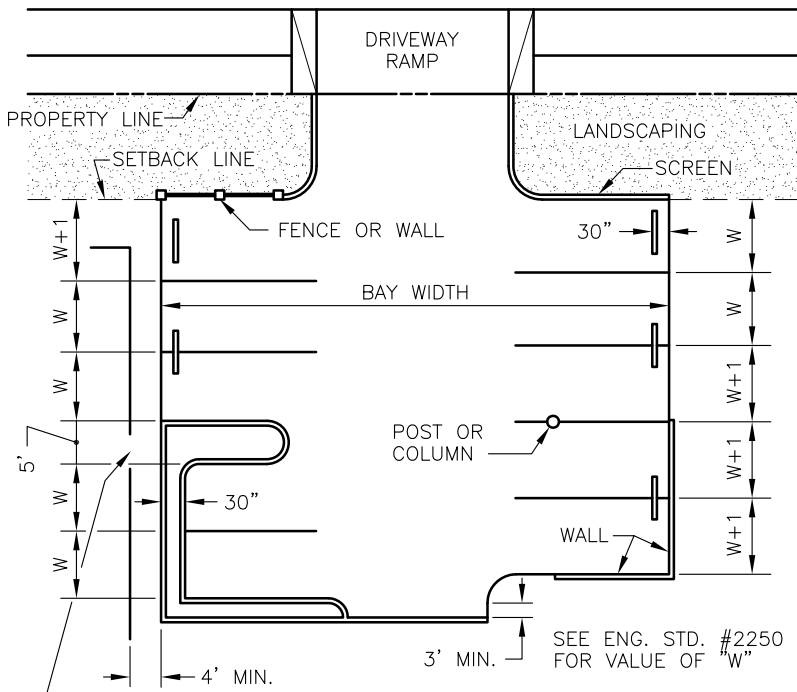 DRIVEWAY
RAMP
PROPERTY LINE
LANDSCAPING
SETBACK LINE
SCREEN
FENCE OR WALL
30"
W+1
W
BAY WIDTH
W
W
W
W+1
POST OR
COLUMN
5'
W+1
W
30"
WALL
W
W+1
3' MIN.
SEE ENG. STD. #2250
FOR VALUE OF "W"
4' MIN.